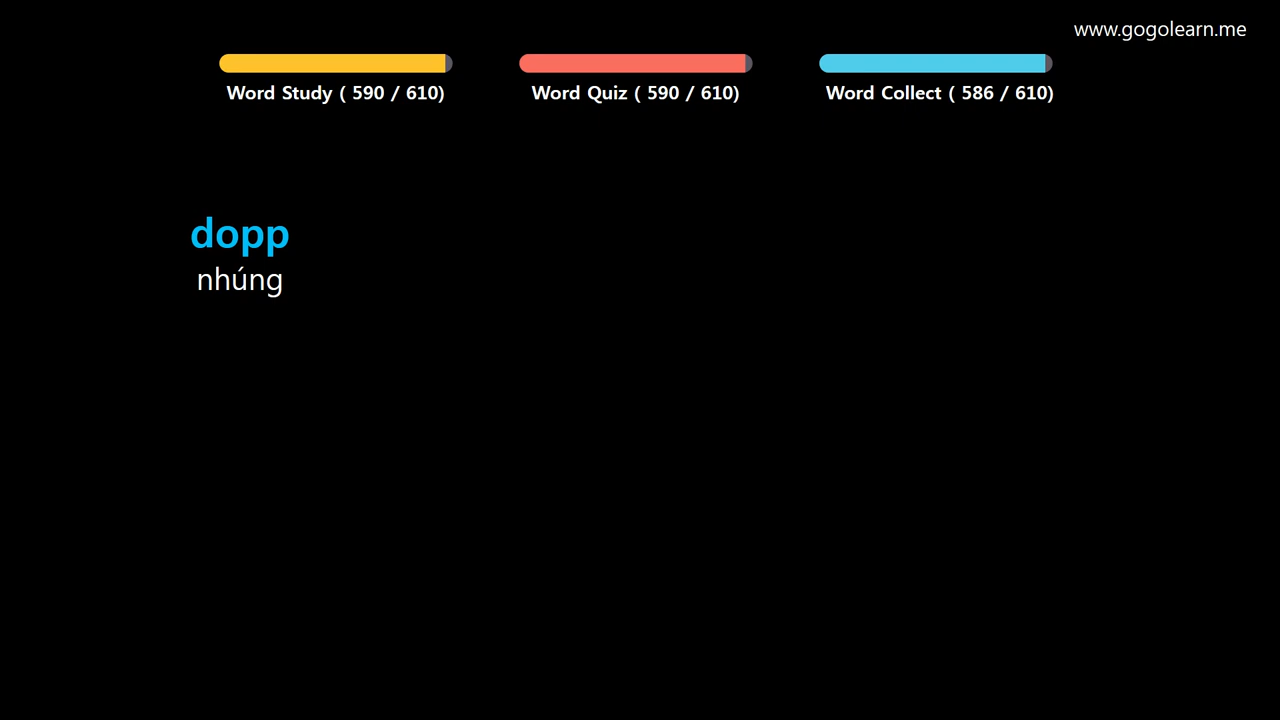 www.gogolearn.me
Word Study ( 590 / 610)
Word Quiz ( 590 / 610)
Word Collect ( 586 / 610)
dopp
nhúng